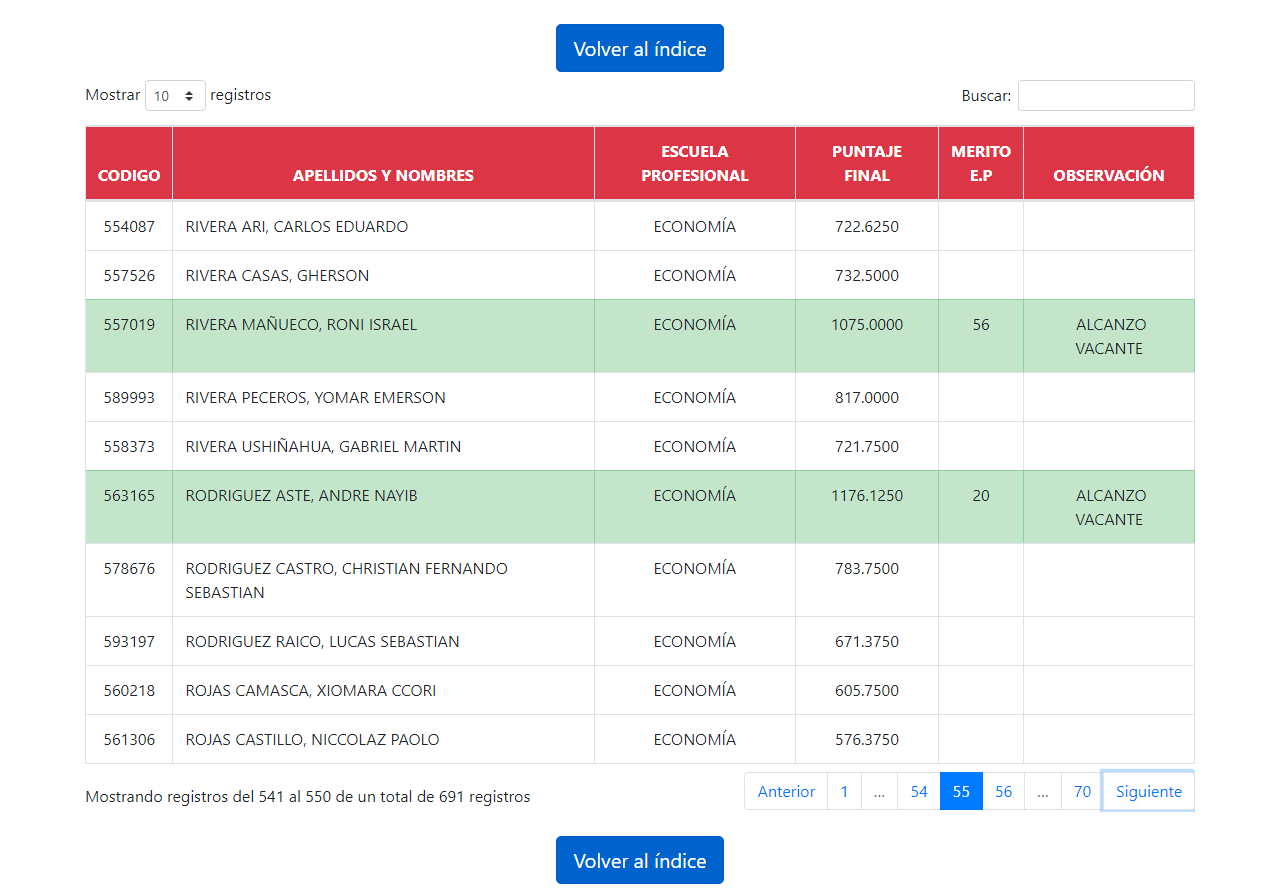 Volver al índice
Mostrar 10 registros Buscar:
CODIGO APELLIDOS Y NOMBRES ESCUELA PROFESIONAL PUNTAJE FINAL MERITO E.P OBSERVACIÓN
554087 RIVERA ARI, CARLOS EDUARDO ECONOMÍA 722.6250
557526 RIVERA CASAS, GHERSON ECONOMÍA 732.5000
557019 RIVERA MAÑUECO, RONI ISRAEL ECONOMÍA 1075.0000 56 ALCANZO VACANTE
589993 RIVERA PECEROS, YOMAR EMERSON ECONOMÍA 817.0000
558373 RIVERA USHIÑAHUA, GABRIEL MARTIN ECONOMÍA 721.7500
563165 RODRIGUEZ ASTE, ANDRE NAYIB ECONOMÍA 1176.1250 20 ALCANZO VACANTE
578676 RODRIGUEZ CASTRO, CHRISTIAN FERNANDO SEBASTIAN ECONOMÍA 783.7500
593197 RODRIGUEZ RAICO, LUCAS SEBASTIAN ECONOMÍA 671.3750
560218 ROJAS CAMASCA, XIOMARA CCORI ECONOMÍA 605.7500
561306 ROJAS CASTILLO, NICCOLAZ PAOLO ECONOMÍA 576.3750
Mostrando registros del 541 al 550 de un total de 691 registros Anterior 1 ... 54 55 56 ... 70 Siguiente
Volver al índice